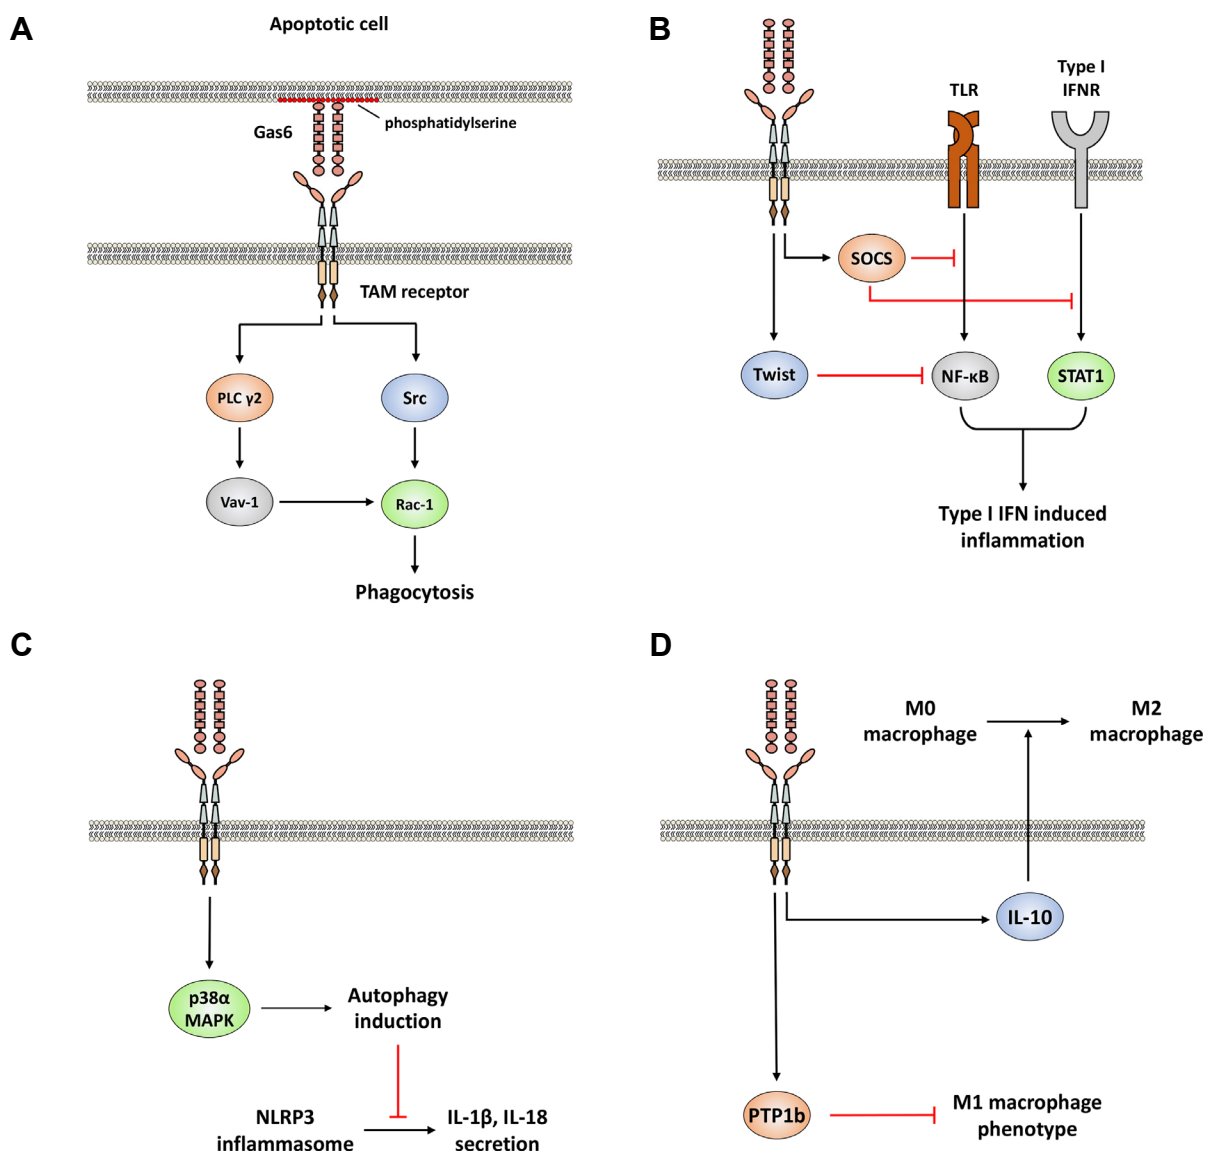 A
Apoptotic cell
phosphatidylserine
Gas6
TAM receptor
PLC γ2
Src
Vav-1
Rac-1
Phagocytosis
B
TLR
Type I
IFNR
SOCS
Twist
NF-κB
STAT1
Type I IFN induced
inflammation
C
p38α
MAPK
Autophagy
induction
NLRP3
inflammasome
IL-1β, IL-18
secretion
D
M0
macrophage
M2
macrophage
IL-10
PTP1b
M1 macrophage
phenotype